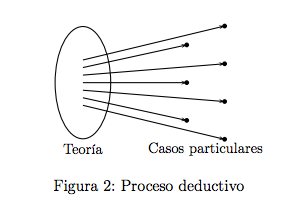 Teoría
Casos particulares
Figura 2: Proceso deductivo